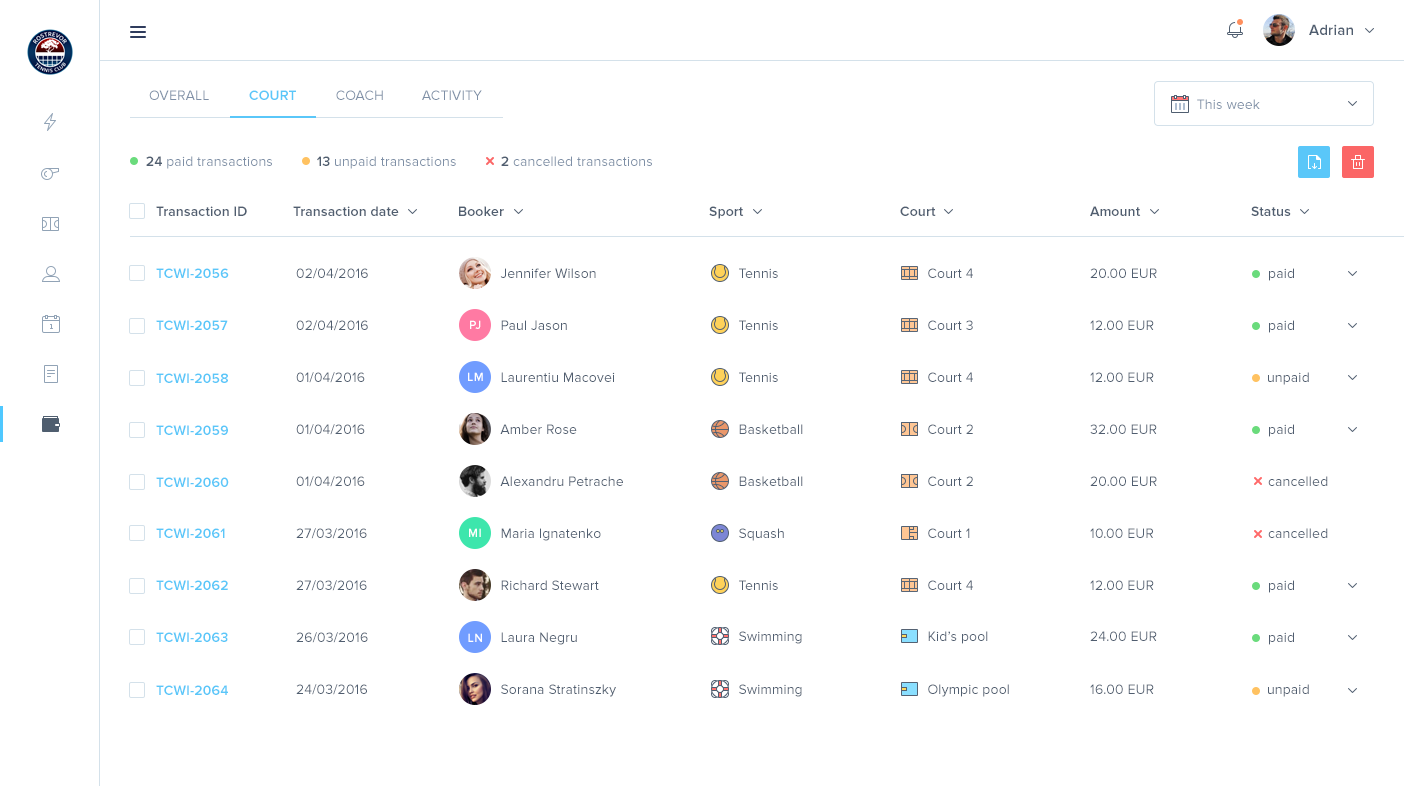 ROSTREVOR
TENNIS CLUB
Adrian
OVERALL COURT COACH ACTIVITY
This week
24 paid transactions 13 unpaid transactions 2 cancelled transactions
Transaction ID Transaction date Booker Sport Court Amount Status
TCWI-2056 02/04/2016 Jennifer Wilson Tennis Court 4 20.00 EUR paid
TCWI-2057 02/04/2016 PJ Paul Jason Tennis Court 3 12.00 EUR paid
TCWI-2058 01/04/2016 LM Laurentiu Macovei Tennis Court 4 12.00 EUR unpaid
TCWI-2059 01/04/2016 Amber Rose Basketball Court 2 32.00 EUR paid
TCWI-2060 01/04/2016 Alexandru Petrache Basketball Court 2 20.00 EUR cancelled
TCWI-2061 27/03/2016 MI Maria Ignatenko Squash Court 1 10.00 EUR cancelled
TCWI-2062 27/03/2016 Richard Stewart Tennis Court 4 12.00 EUR paid
TCWI-2063 26/03/2016 LN Laura Negru Swimming Kid’s pool 24.00 EUR paid
TCWI-2064 24/03/2016 Sorana Stratinszky Swimming Olympic pool 16.00 EUR unpaid
1